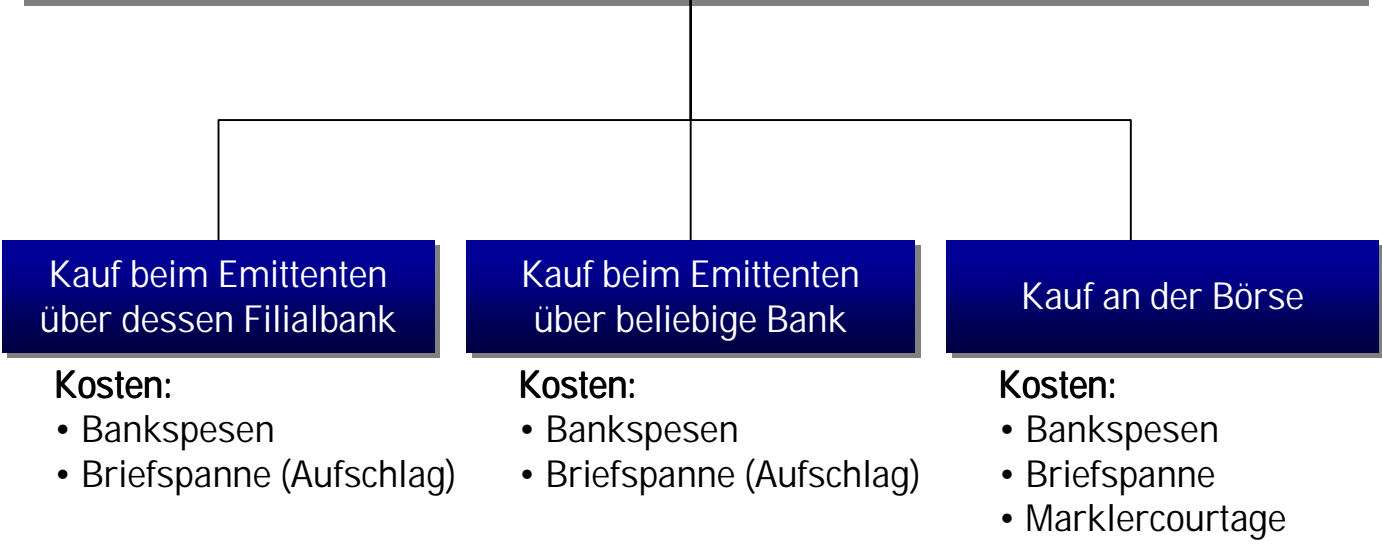 Kauf beim Emittenten
über dessen Filialbank
Kosten:
• Bankspesen
• Briefspanne (Aufschlag)
Kauf beim Emittenten
über beliebige Bank
Kosten:
• Bankspesen
• Briefspanne (Aufschlag)
Kauf an der Börse
Kosten:
• Bankspesen
• Briefspanne
• Marklercourtage